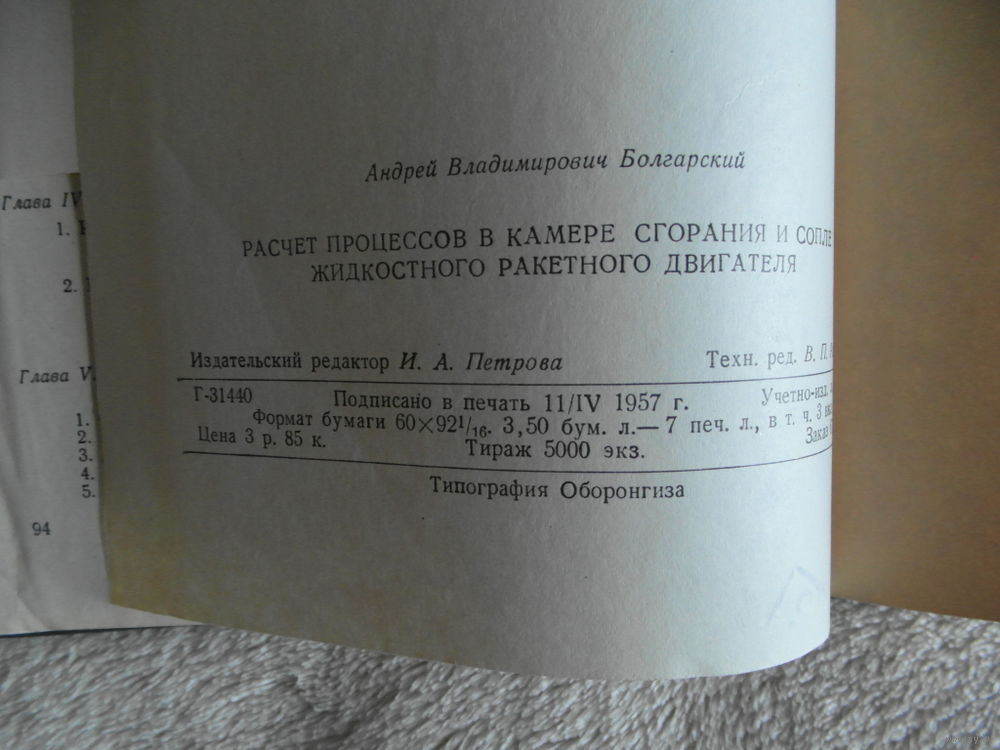 Глава IV
1.
2.
Глава V.
1.
2.
3.
4.
5.
94
Андрей Владимирович Болгарский
РАСЧЕТ ПРОЦЕССОВ В КАМЕРЕ СГОРАНИЯ И СОПЛЕ
ЖИДКОСТНОГО РАКЕТНОГО ДВИГАТЕЛЯ
Издательский редактор И. А. Петрова Техн. ред. В. П.
Г-31440 Подписано в печать 11/IV 1957 г. Учетно-изд.
Формат бумаги 60×92¹/₁₆. 3,50 бум. л.— 7 печ. л., в т. ч. 3
Цена 3 р. 85 к. Тираж 5000 экз. Заказ
Типография Оборонгиза